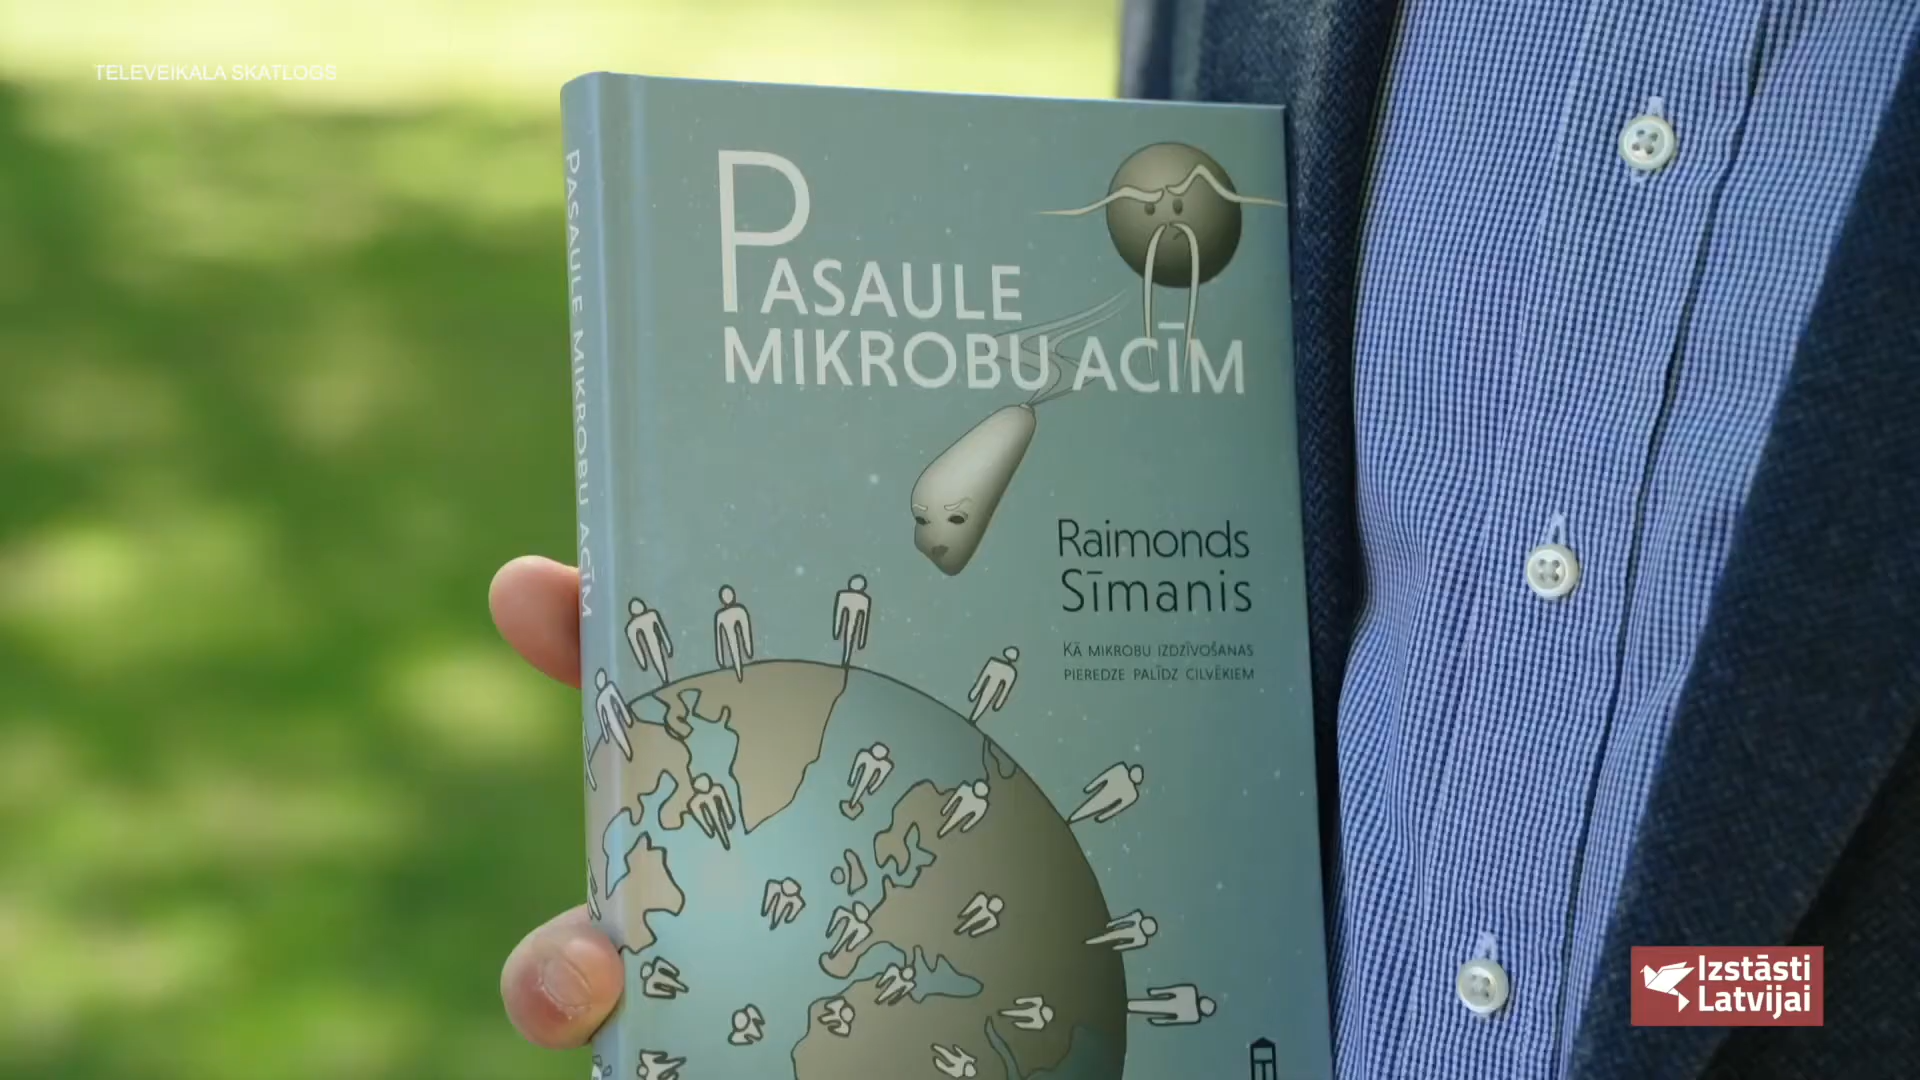 TELEVEIKALA SKATLOGS
PASAULE MIKROBU ACĪM
PASAULE
MIKROBU ACĪM
Raimonds
Sīmanis
KĀ MIKROBU IZDZĪVOŠANAS
PIEREDZE PALĪDZ CILVĒKIEM
Izstāsti
Latvijai